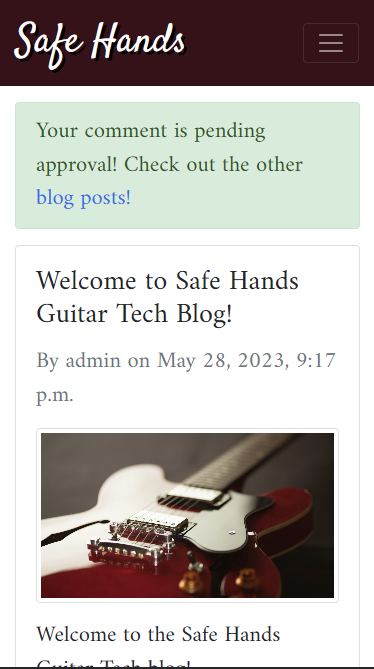 Safe Hands
Your comment is pending
approval! Check out the other
blog posts!
Welcome to Safe Hands
Guitar Tech Blog!
By admin on May 28, 2023, 9:17
p.m.
Welcome to the Safe Hands
Guitar Tech blog!